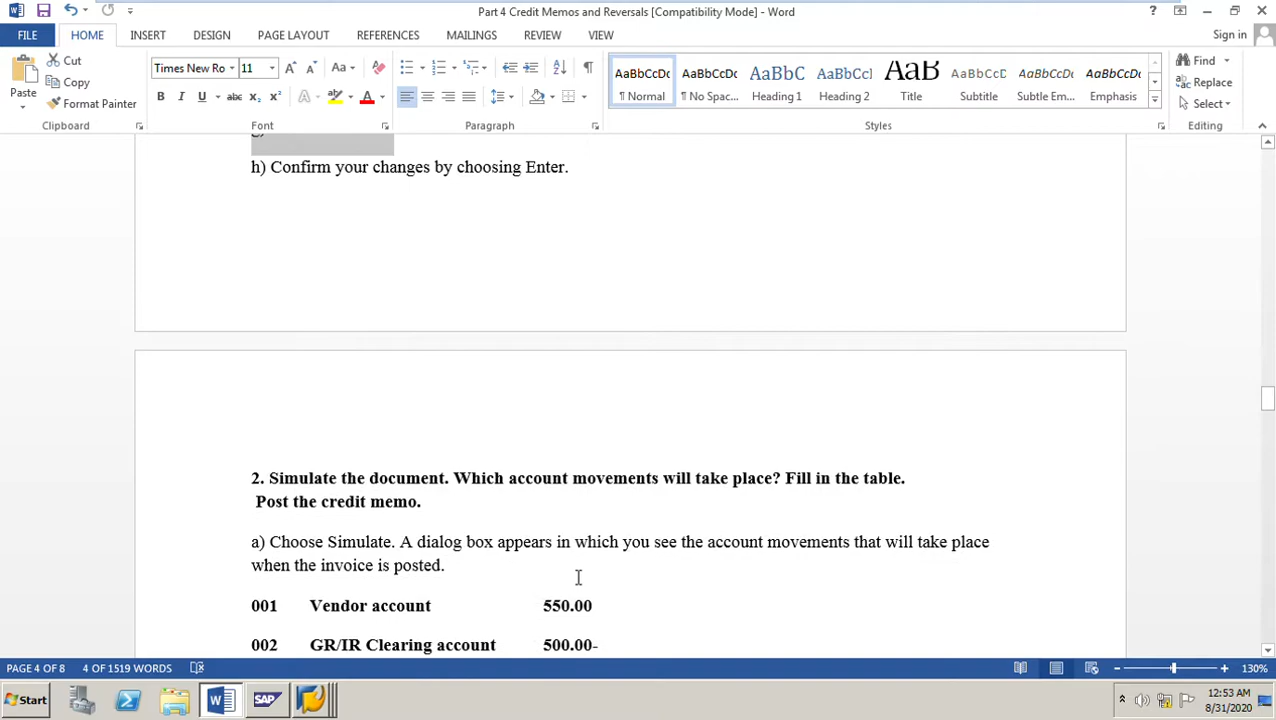 Part 4 Credit Memos and Reversals [Compatibility Mode] - Word
FILE HOME INSERT DESIGN PAGE LAYOUT REFERENCES MAILINGS REVIEW VIEW Sign in
Paste
Cut
Copy
Format Painter
Clipboard
Times New Ro 11
Font
Paragraph
AaBbCcDc AaBbCcDc AaBbC AaBbCcI AaB AaBbCcD AaBbCcDi AaBbCcDi
¶ Normal ¶ No Spac... Heading 1 Heading 2 Title Subtitle Subtle Em... Emphasis
Styles
Find
Replace
Select
Editing
h) Confirm your changes by choosing Enter.
2. Simulate the document. Which account movements will take place? Fill in the table.
Post the credit memo.
a) Choose Simulate. A dialog box appears in which you see the account movements that will take place
when the invoice is posted.
001 Vendor account 550.00
002 GR/IR Clearing account 500.00-
PAGE 4 OF 8 4 OF 1519 WORDS 130%
Start SAP 12:53 AM
8/31/2020